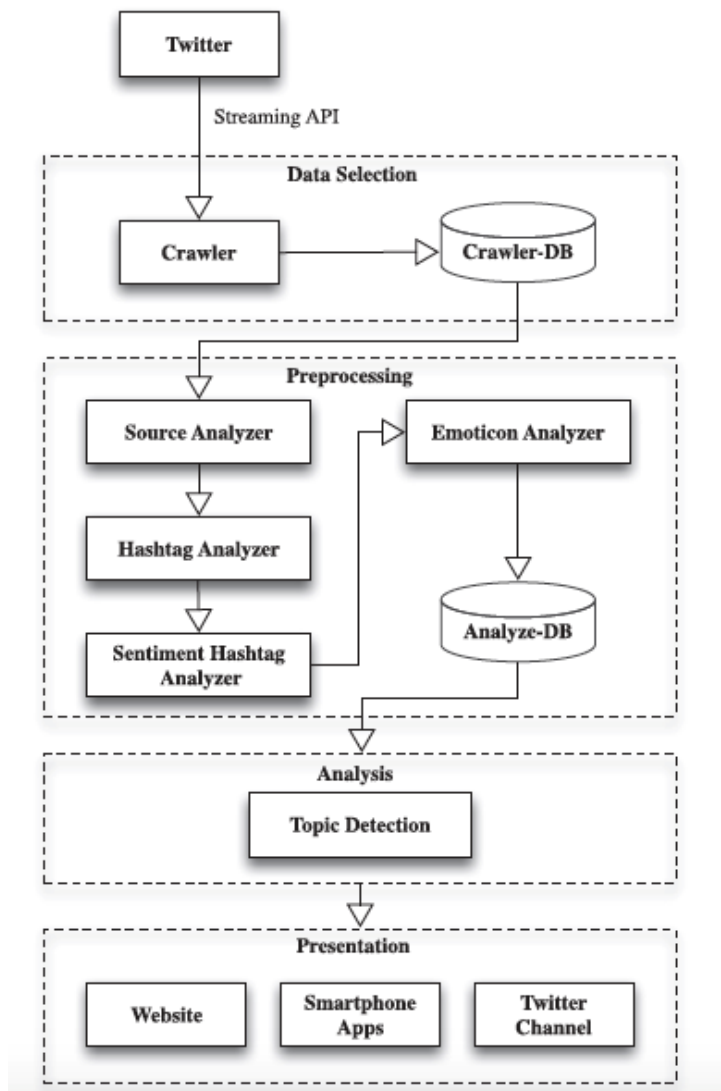 Twitter
Streaming API
Data Selection
Crawler
Crawler-DB
Preprocessing
Source Analyzer
Emoticon Analyzer
Hashtag Analyzer
Sentiment Hashtag
Analyzer
Analyze-DB
Analysis
Topic Detection
Presentation
Website
Smartphone
Apps
Twitter
Channel